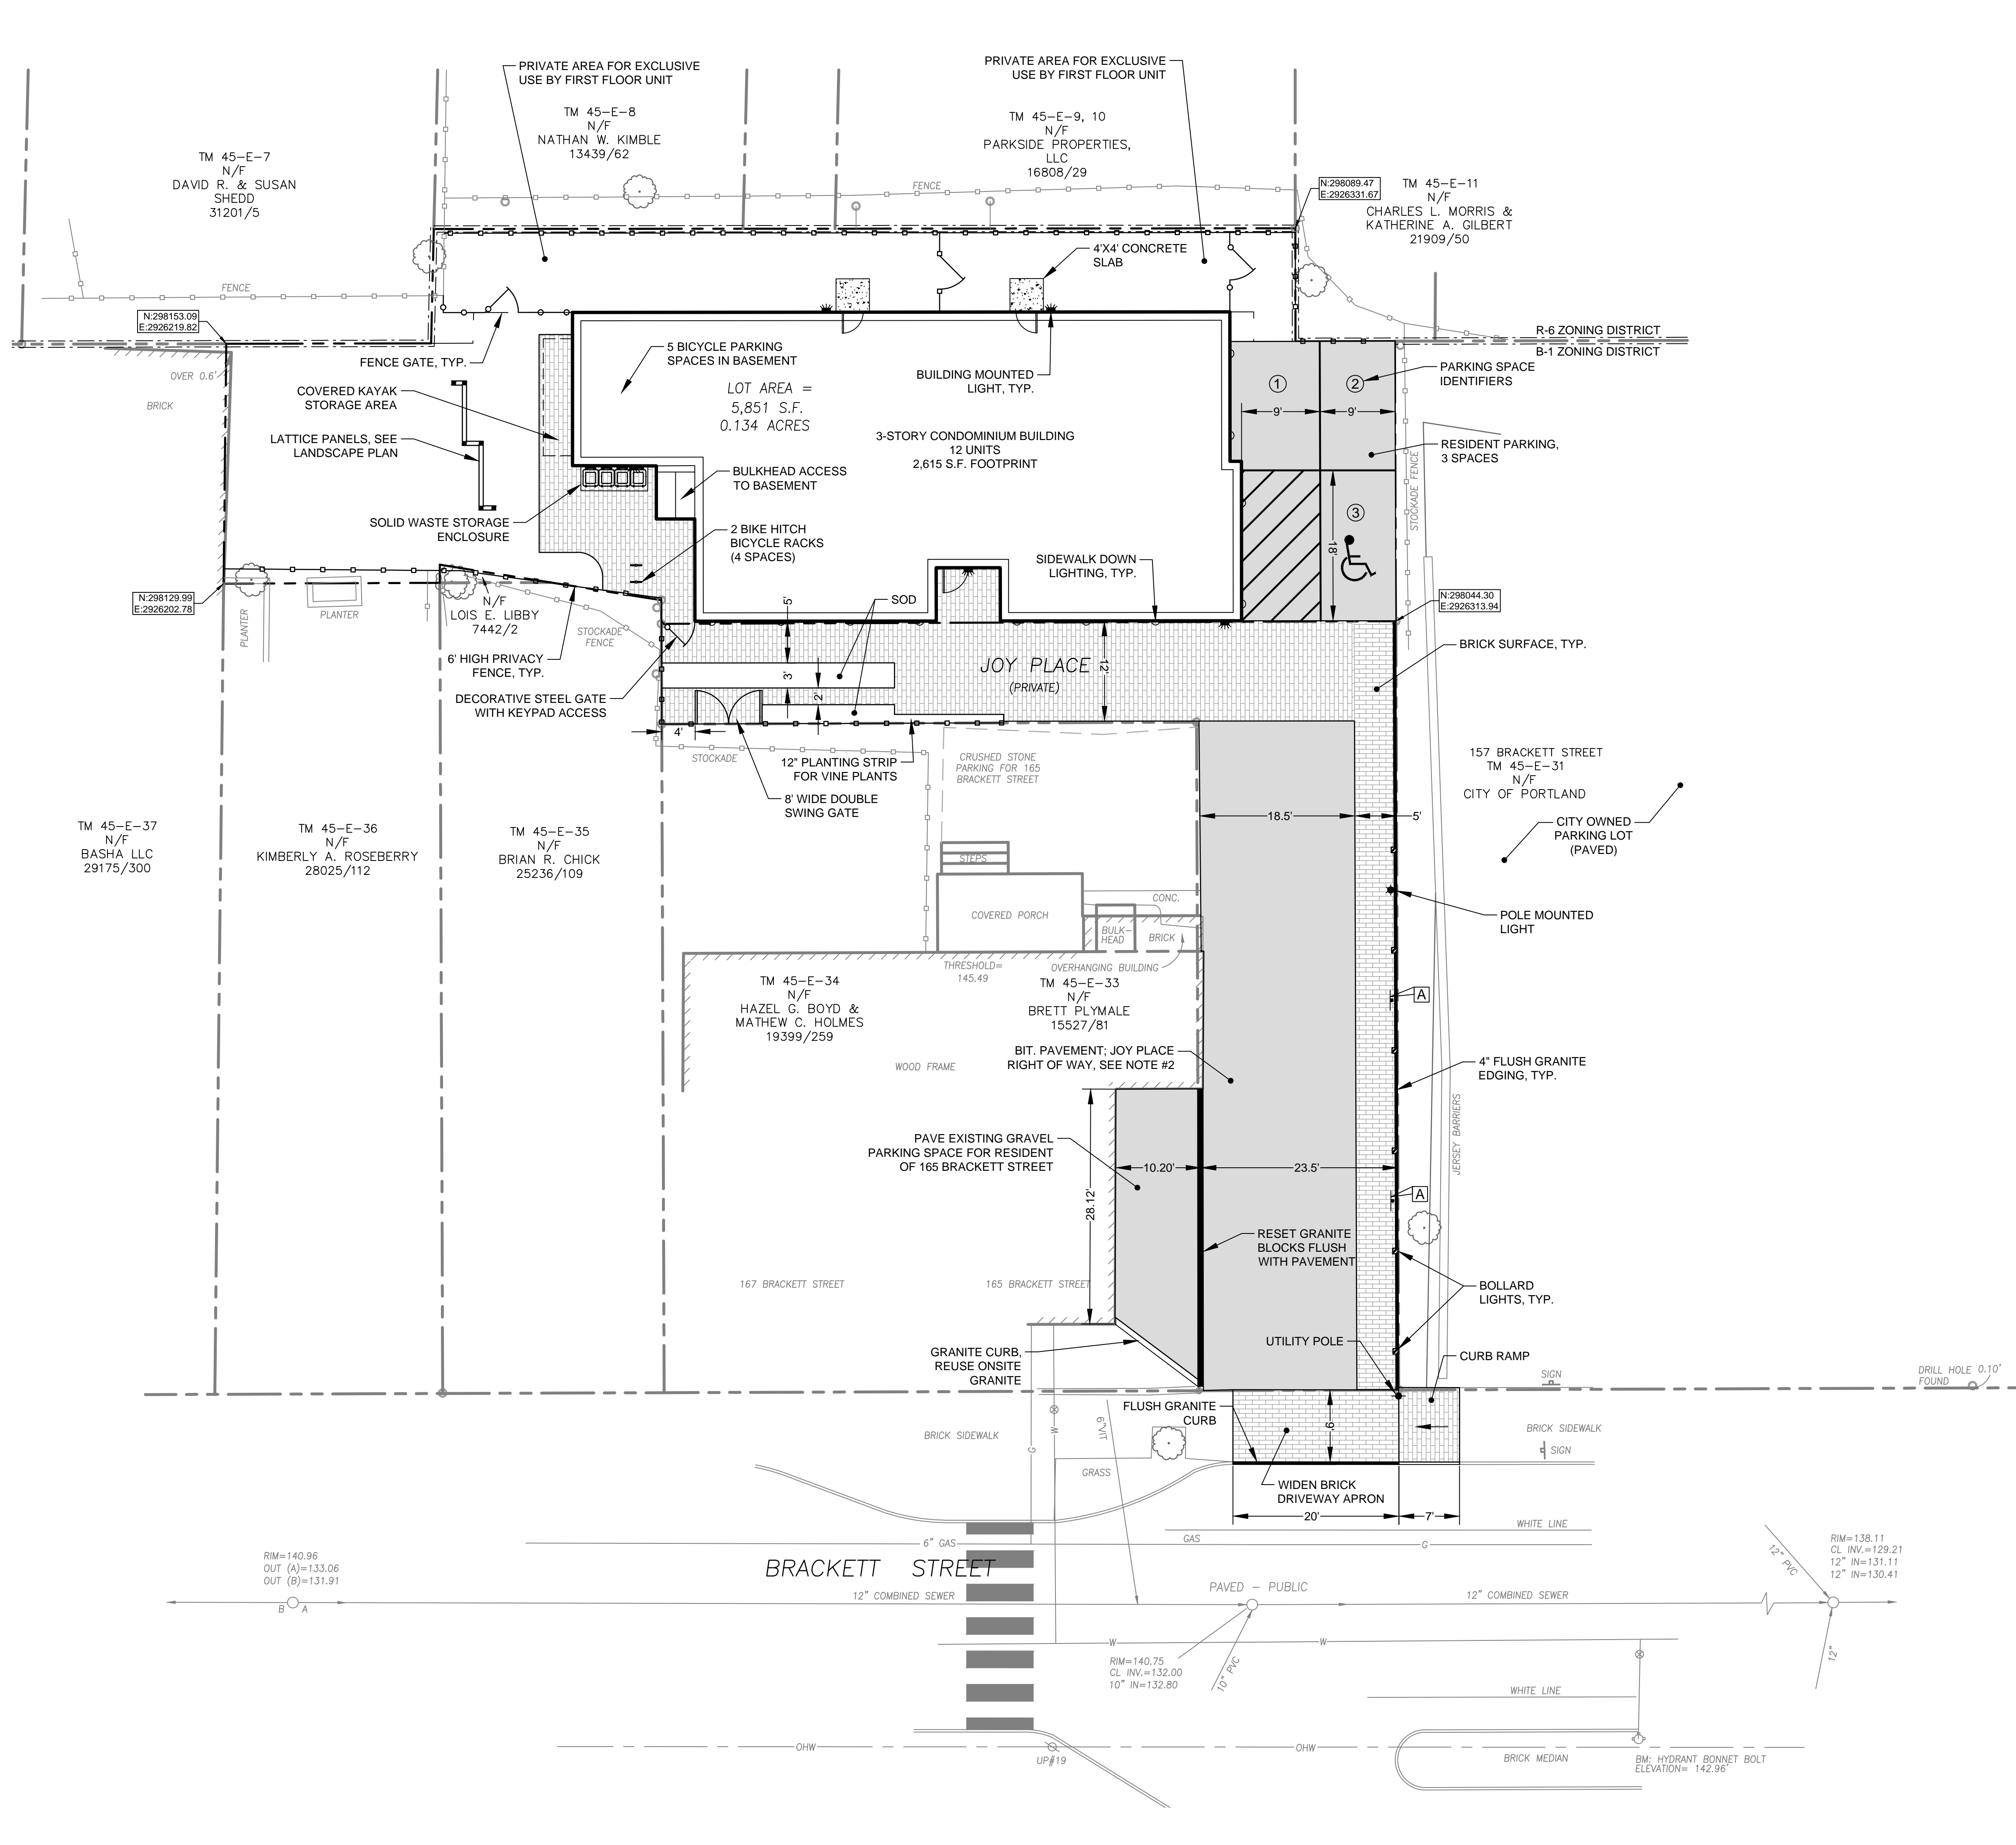 PRIVATE AREA FOR EXCLUSIVE
USE BY FIRST FLOOR UNIT
PRIVATE AREA FOR EXCLUSIVE
USE BY FIRST FLOOR UNIT
TM 45-E-8
N/F
NATHAN W. KIMBLE
13439/62
TM 45-E-9, 10
N/F
PARKSIDE PROPERTIES,
LLC
16808/29
TM 45-E-7
N/F
DAVID R. & SUSAN
SHEDD
31201/5
FENCE
N:298089.47
E:2926331.67
TM 45-E-11
N/F
CHARLES L. MORRIS &
KATHERINE A. GILBERT
21909/50
4'X4' CONCRETE
SLAB
FENCE
N:298153.09
E:2926219.82
R-6 ZONING DISTRICT
B-1 ZONING DISTRICT
FENCE GATE, TYP.
OVER 0.6'
BRICK
5 BICYCLE PARKING
SPACES IN BASEMENT
LOT AREA =
5,851 S.F.
0.134 ACRES
BUILDING MOUNTED
LIGHT, TYP.
1
2
9'
9'
PARKING SPACE
IDENTIFIERS
COVERED KAYAK
STORAGE AREA
LATTICE PANELS, SEE
LANDSCAPE PLAN
3-STORY CONDOMINIUM BUILDING
12 UNITS
2,615 S.F. FOOTPRINT
RESIDENT PARKING,
3 SPACES
STOCKADE FENCE
BULKHEAD ACCESS
TO BASEMENT
SOLID WASTE STORAGE
ENCLOSURE
2 BIKE HITCH
BICYCLE RACKS
(4 SPACES)
3
18'
SIDEWALK DOWN
LIGHTING, TYP.
N:298129.99
E:2926202.78
PLANTER
PLANTER
N/F
LOIS E. LIBBY
7442/2
STOCKADE
FENCE
5'
SOD
N:298044.30
E:2926313.94
BRICK SURFACE, TYP.
6' HIGH PRIVACY
FENCE, TYP.
DECORATIVE STEEL GATE
WITH KEYPAD ACCESS
3'
2'
JOY PLACE
(PRIVATE)
12'
4'
STOCKADE
12" PLANTING STRIP
FOR VINE PLANTS
8' WIDE DOUBLE
SWING GATE
CRUSHED STONE
PARKING FOR 165
BRACKETT STREET
157 BRACKETT STREET
TM 45-E-31
N/F
CITY OF PORTLAND
18.5'
5'
CITY OWNED
PARKING LOT
(PAVED)
TM 45-E-37
N/F
BASHA LLC
29175/300
TM 45-E-36
N/F
KIMBERLY A. ROSEBERRY
28025/112
TM 45-E-35
N/F
BRIAN R. CHICK
25236/109
STEPS
COVERED PORCH
CONC.
BULK-
HEAD
BRICK
POLE MOUNTED
LIGHT
THRESHOLD=
145.49
OVERHANGING BUILDING
TM 45-E-34
N/F
HAZEL G. BOYD &
MATHEW C. HOLMES
19399/259
TM 45-E-33
N/F
BRETT PLYMALE
15527/81
A
BIT. PAVEMENT; JOY PLACE
RIGHT OF WAY, SEE NOTE #2
WOOD FRAME
4" FLUSH GRANITE
EDGING, TYP.
JERSEY BARRIERS
PAVE EXISTING GRAVEL
PARKING SPACE FOR RESIDENT
OF 165 BRACKETT STREET
10.20'
23.5'
28.12'
A
RESET GRANITE
BLOCKS FLUSH
WITH PAVEMENT
167 BRACKETT STREET
165 BRACKETT STREET
BOLLARD
LIGHTS, TYP.
UTILITY POLE
GRANITE CURB,
REUSE ONSITE
GRANITE
CURB RAMP
SIGN
DRILL HOLE 0.10'
FOUND
FLUSH GRANITE
CURB
9'
BRICK SIDEWALK
G
W
6"VIT
GRASS
BRICK SIDEWALK
SIGN
WIDEN BRICK
DRIVEWAY APRON
20'
7'
WHITE LINE
6" GAS
GAS
G
RIM=140.96
OUT (A)=133.06
OUT (B)=131.91
BRACKETT STREET
RIM=138.11
CL INV.=129.21
12" IN=131.11
12" IN=130.41
12" PVC
12" COMBINED SEWER
PAVED - PUBLIC
12" COMBINED SEWER
B
A
W
W
RIM=140.75
CL INV.=132.00
10" IN=132.80
10" PVC
12"
WHITE LINE
OHW
UP#19
OHW
BRICK MEDIAN
BM: HYDRANT BONNET BOLT
ELEVATION= 142.96'